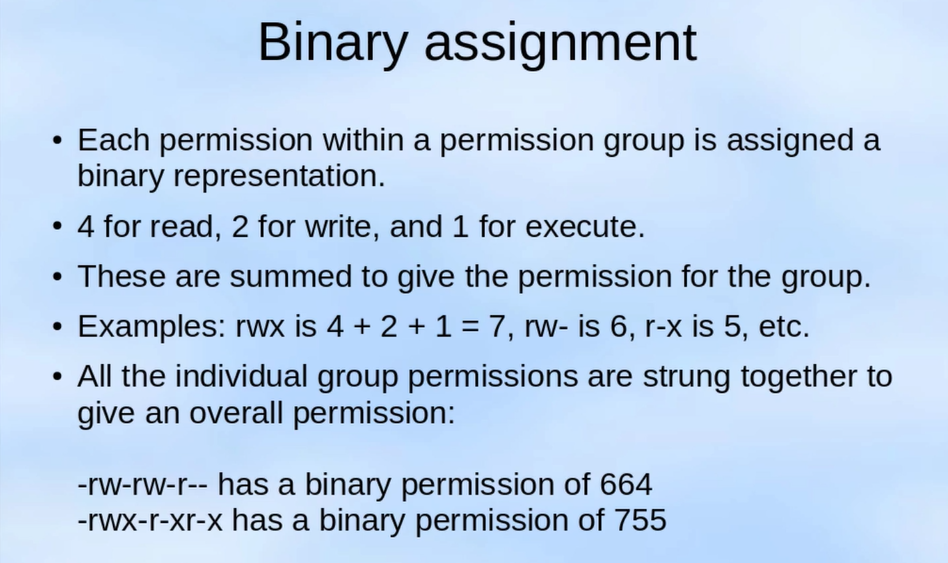 Binary assignment
• Each permission within a permission group is assigned a
binary representation.
• 4 for read, 2 for write, and 1 for execute.
• These are summed to give the permission for the group.
• Examples: rwx is 4 + 2 + 1 = 7, rw- is 6, r-x is 5, etc.
• All the individual group permissions are strung together to
give an overall permission:
-rw-rw-r-- has a binary permission of 664
-rwx-r-xr-x has a binary permission of 755